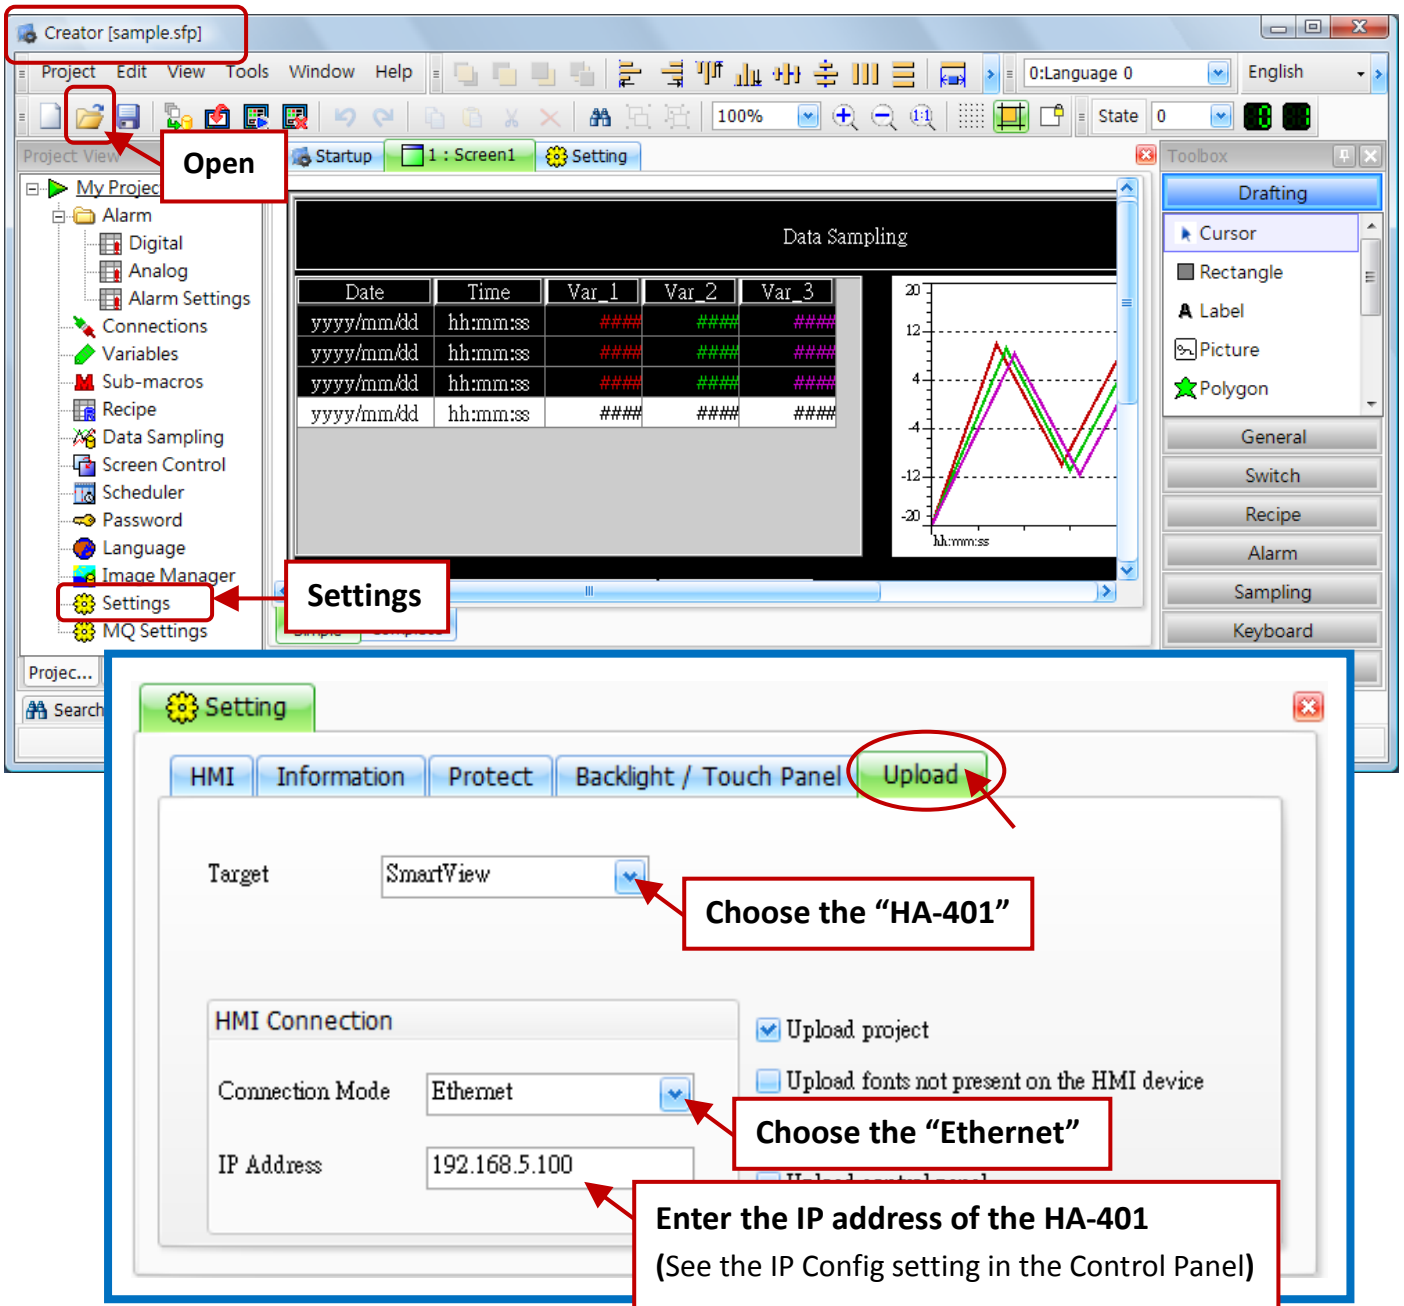 Creator [sample.sfp]
Project Edit View Tools Window Help 0:Language 0 English
100% State 0
Project View
Open
Startup 1 : Screen1 Setting
Toolbox
My Projec
Alarm
Digital
Analog
Alarm Settings
Connections
Variables
Sub-macros
Recipe
Data Sampling
Screen Control
Scheduler
Password
Language
Image Manager
Settings
MQ Settings
Projec...
Search
Settings
Data Sampling
Date Time Var_1 Var_2 Var_3
yyyy/mm/dd hh:mm:ss #### #### ####
yyyy/mm/dd hh:mm:ss #### #### ####
yyyy/mm/dd hh:mm:ss #### #### ####
yyyy/mm/dd hh:mm:ss #### #### ####
20
12
4
-4
-12
-20
hh:mm:ss
Drafting
Cursor
Rectangle
Label
Picture
Polygon
General
Switch
Recipe
Alarm
Sampling
Keyboard
Setting
HMI Information Protect Backlight / Touch Panel Upload
Target SmartView
Choose the “HA-401”
HMI Connection
Connection Mode Ethernet
IP Address 192.168.5.100
Upload project
Upload fonts not present on the HMI device
Choose the “Ethernet”
Enter the IP address of the HA-401
(See the IP Config setting in the Control Panel)